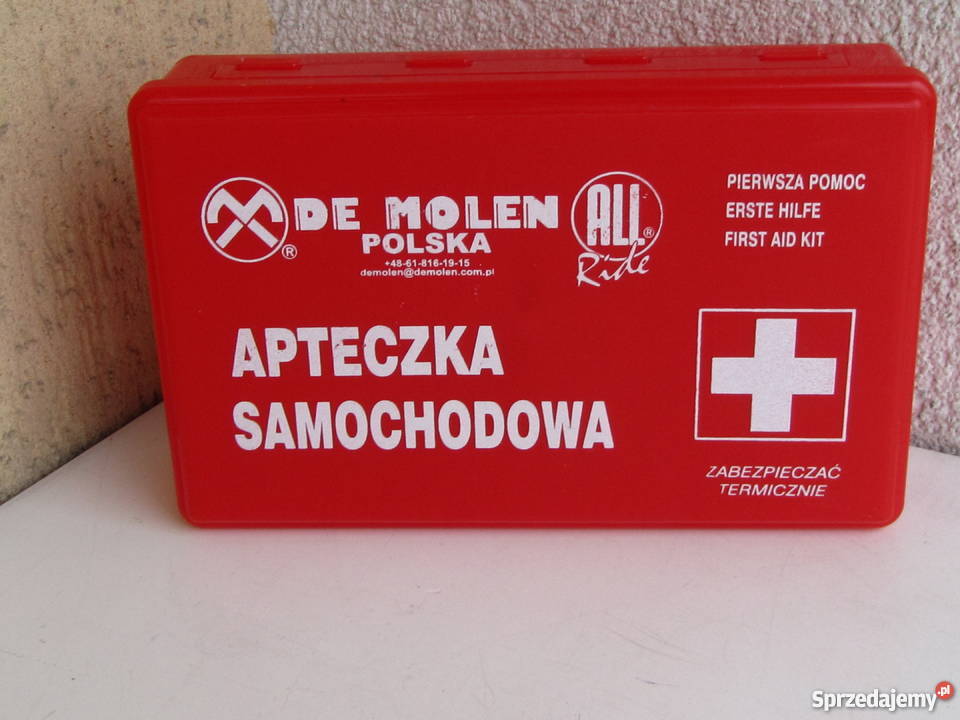 DE MOLEN
POLSKA
+48-61-816-19-15
demolen@demolen.com.pl
ALL
Ride
PIERWSZA POMOC
ERSTE HILFE
FIRST AID KIT
APTECZKA
SAMOCHODOWA
ZABEZPIECZAĆ
TERMICZNIE
Sprzedajemy.pl